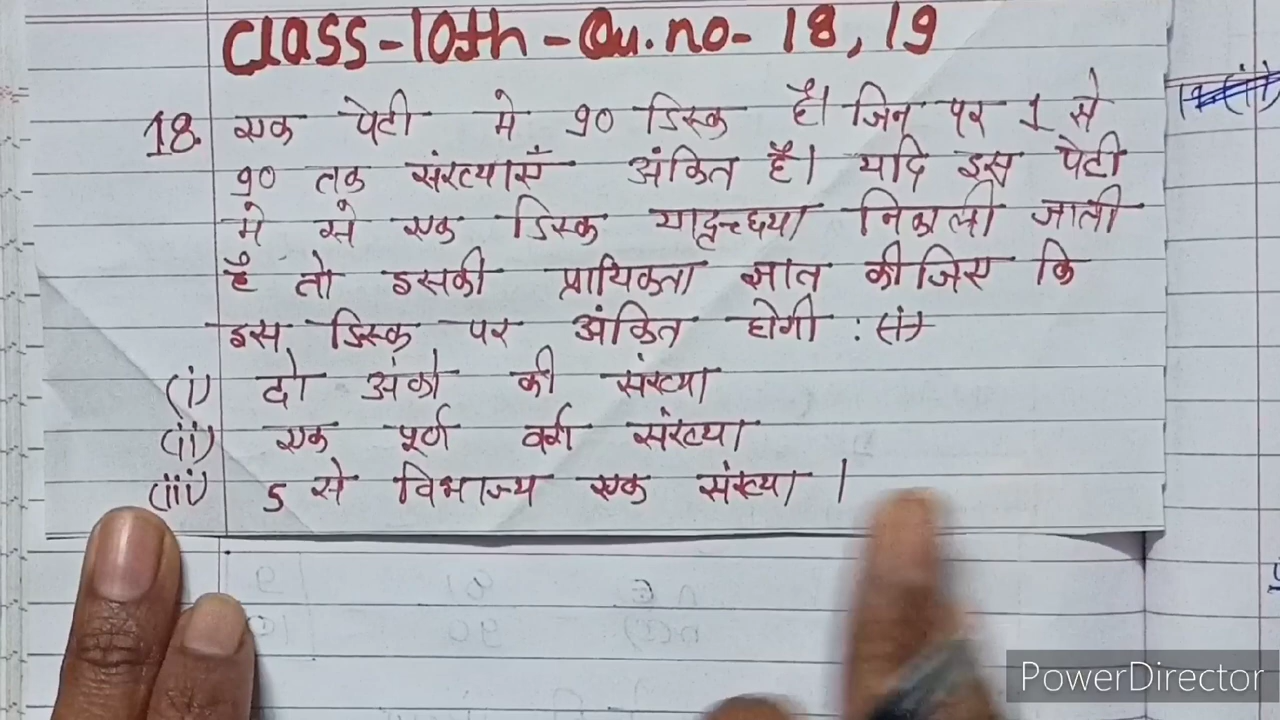 Class-10th-Qu.no- 18,19
18. एक पेटी मे 90 डिस्क है। जिन पर 1 से
90 तक संख्याएँ अंकित है। यदि इस पेटी
मे से एक डिस्क यादृच्छया निकाली जाती
है तो इसकी प्रायिकता ज्ञात कीजिए कि
इस डिस्क पर अंकित होगी :
(i) दो अंको की संख्या
(ii) एक पूर्ण वर्ग संख्या
(iii) 5 से विभाज्य एक संख्या ।
PowerDirector